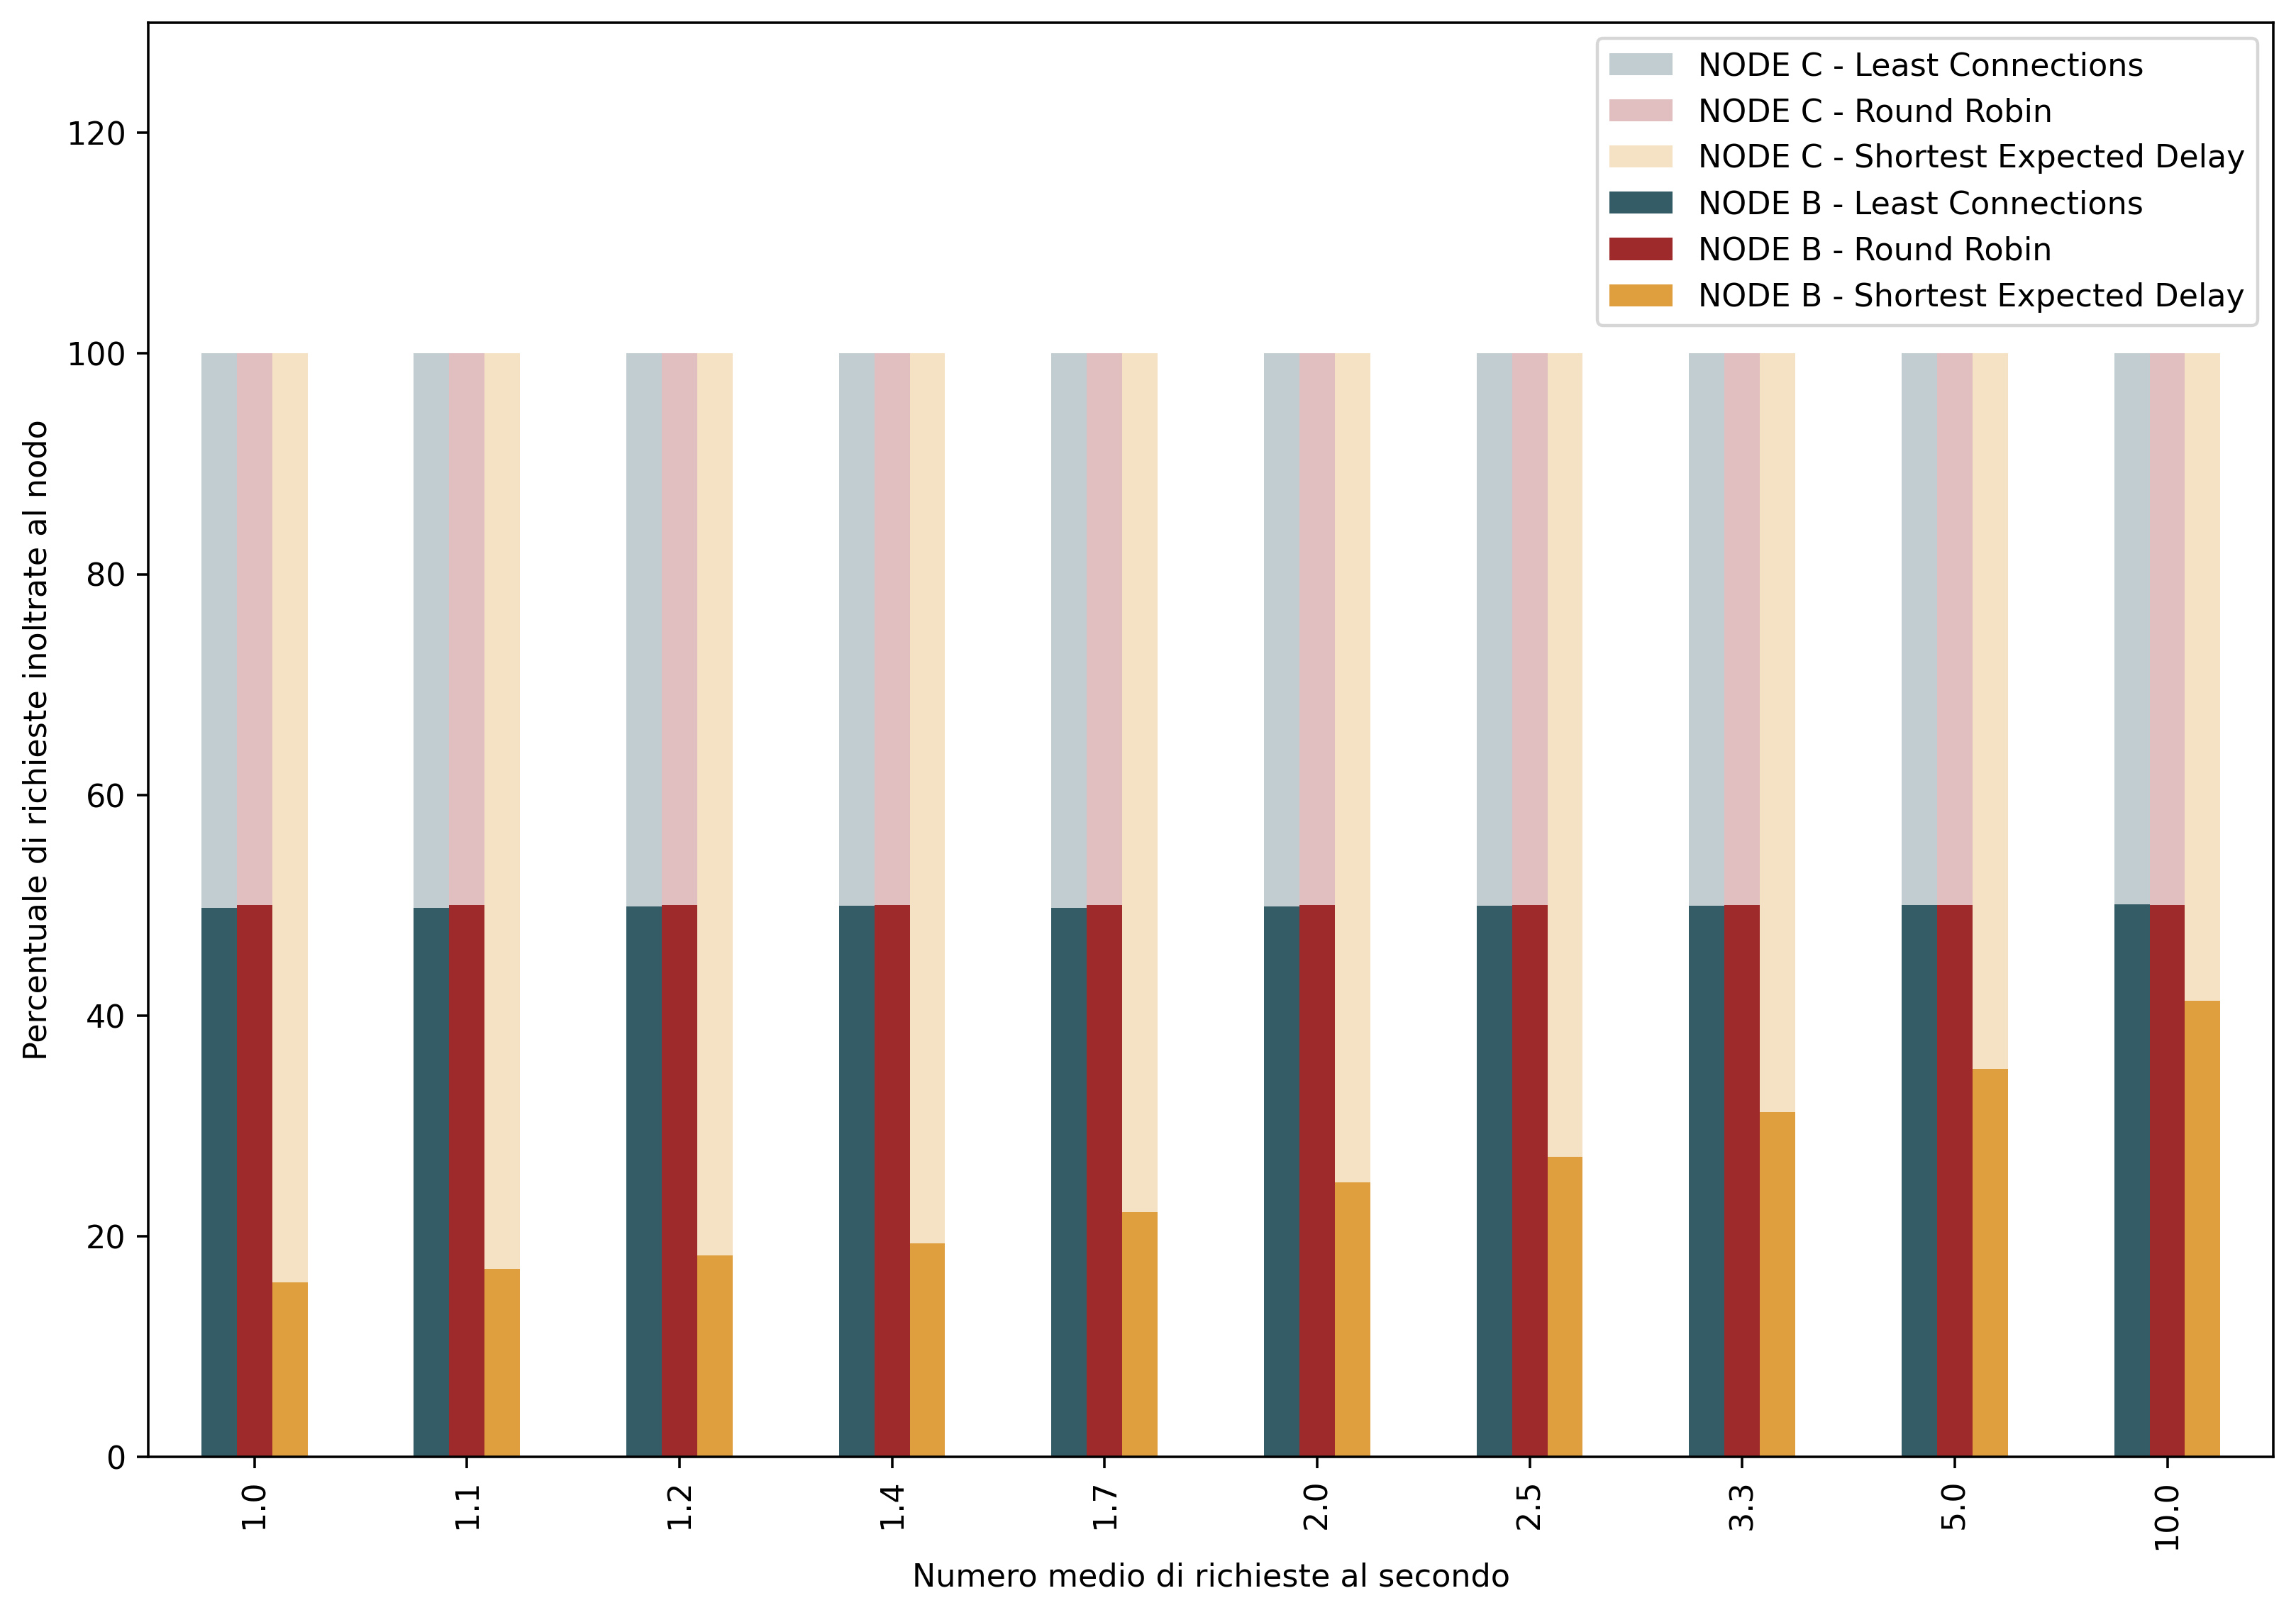 NODE C - Least Connections
NODE C - Round Robin
NODE C - Shortest Expected Delay
NODE B - Least Connections
NODE B - Round Robin
NODE B - Shortest Expected Delay
Percentuale di richieste inoltrate al nodo
120
100
80
60
40
20
0
1.0
1.1
1.2
1.4
1.7
2.0
2.5
3.3
5.0
10.0
Numero medio di richieste al secondo